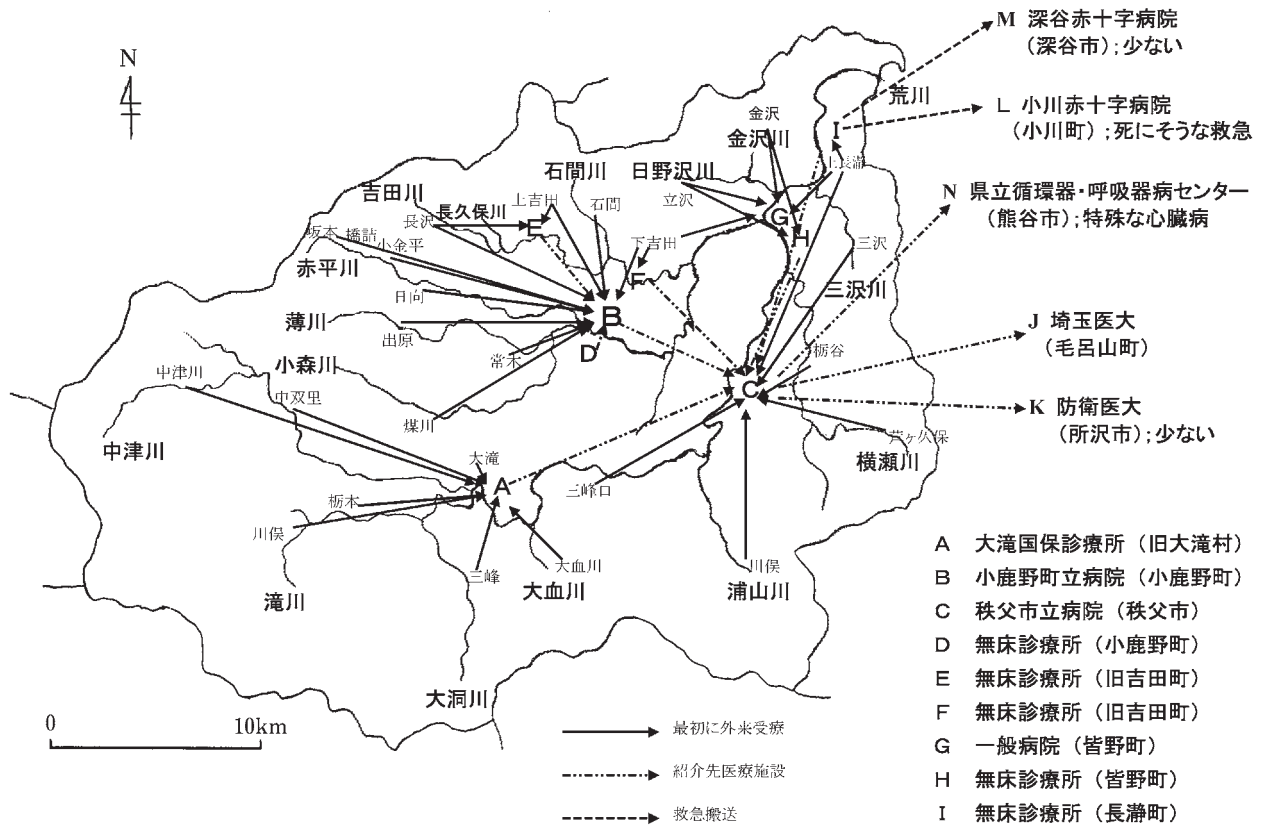 N
M 深谷赤十字病院
（深谷市）；少ない
荒川
L 小川赤十字病院
（小川町）；死にそうな救急
金沢
金沢川
I
上長瀞
石間川
日野沢川
N 県立循環器・呼吸器病センター
（熊谷市）；特殊な心臓病
吉田川
長久保川
上吉田
石間
立沢
長沢
E
G
H
坂本
橋詰
小金平
下吉田
三沢
赤平川
F
三沢川
日向
薄川
B
J 埼玉医大
（毛呂山町）
出原
D
常木
栃谷
小森川
中津川
中双里
C
K 防衛医大
（所沢市）；少ない
煤川
芦ヶ久保
横瀬川
中津川
大滝
A
三峰口
栃本
川俣
三峰
大血川
川俣
滝川
大血川
浦山川
大洞川
0 10km
最初に外来受療
紹介先医療施設
救急搬送
A 大滝国保診療所（旧大滝村）
B 小鹿野町立病院（小鹿野町）
C 秩父市立病院（秩父市）
D 無床診療所（小鹿野町）
E 無床診療所（旧吉田町）
F 無床診療所（旧吉田町）
G 一般病院（皆野町）
H 無床診療所（皆野町）
I 無床診療所（長瀞町）